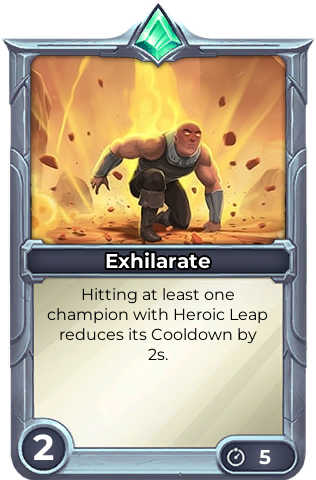 Exhilarate
Hitting at least one
champion with Heroic Leap
reduces its Cooldown by
2s.
2
5